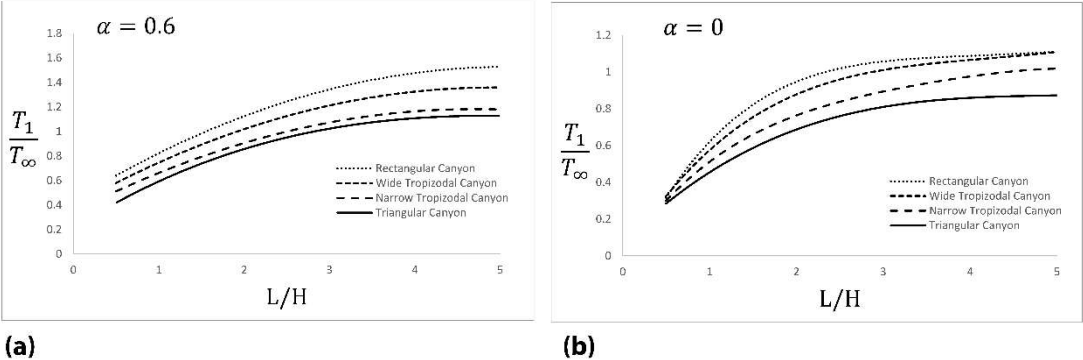 α = 0.6
T₁
T∞
1.8
1.6
1.4
1.2
1
0.8
0.6
0.4
0.2
0
0 1 2 3 4 5
L/H
Rectangular Canyon
Wide Tropizodal Canyon
Narrow Tropizodal Canyon
Triangular Canyon
(a)
α = 0
T₁
T∞
1.2
1
0.8
0.6
0.4
0.2
0
0 1 2 3 4 5
L/H
Rectangular Canyon
Wide Tropizodal Canyon
Narrow Tropizodal Canyon
Triangular Canyon
(b)